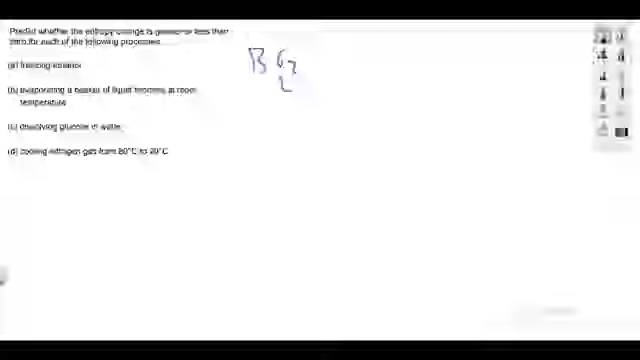 Predict whether the entropy change is greater or less than
zero for each of the following processes
(a) freezing ethanol
(b) evaporating a beaker of liquid bromine at room
temperature
(c) dissolving glucose in water
(d) cooling nitrogen gas from 80°C to 20°C
Br2